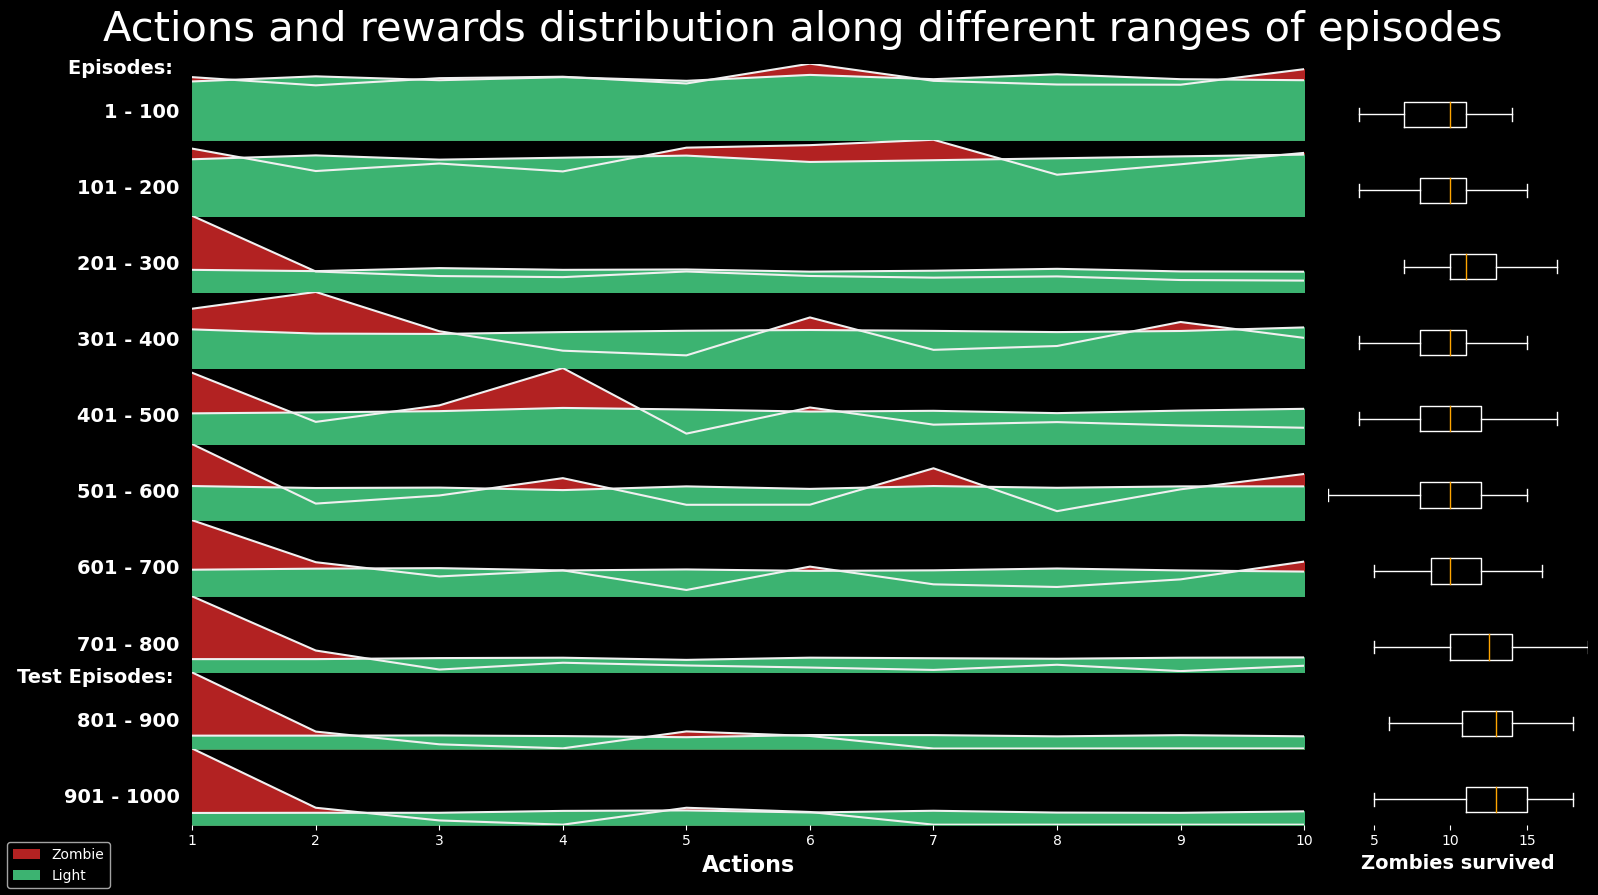 Actions and rewards distribution along different ranges of episodes
Episodes:
1 - 100
101 - 200
201 - 300
301 - 400
401 - 500
501 - 600
601 - 700
701 - 800
Test Episodes:
801 - 900
901 - 1000
1 2 3 4 5 6 7 8 9 10 5 10 15
Actions
Zombies survived
Zombie
Light